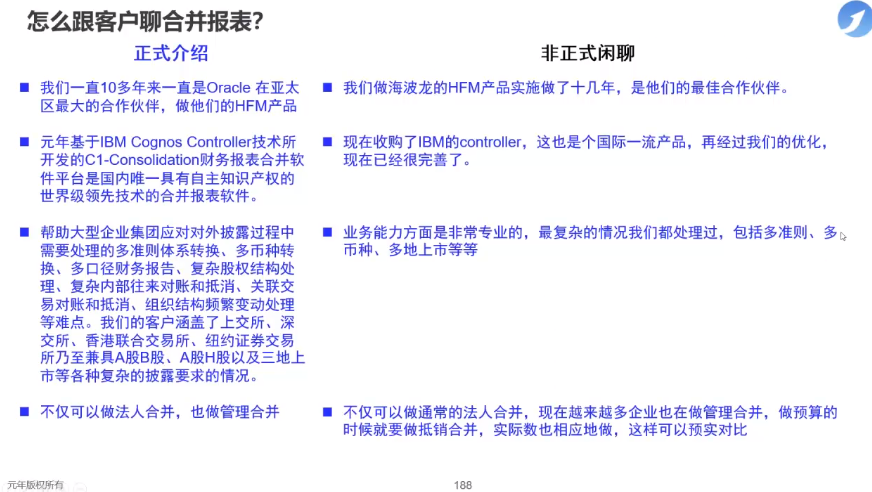 怎么跟客户聊合并报表?
正式介绍
■ 我们一直10多年来一直是Oracle 在亚太
区最大的合作伙伴，做他们的HFM产品
■ 元年基于IBM Cognos Controller技术所
开发的C1-Consolidation财务报表合并软
件平台是国内唯一具有自主知识产权的
世界级领先技术的合并报表软件。
■ 帮助大型企业集团应对对外披露过程中
需要处理的多准则体系转换、多币种转
换、多口径财务报告、复杂股权结构处
理、复杂内部往来对账和抵消、关联交
易对账和抵消、组织结构频繁变动处理
等难点。我们的客户涵盖了上交所、深
交所、香港联合交易所、纽约证券交易
所乃至兼具A股B股、A股H股以及三地上
市等各种复杂的披露要求的情况。
■ 不仅可以做法人合并，也做管理合并
非正式闲聊
■ 我们做海波龙的HFM产品实施做了十几年，是他们的最佳合作伙伴。
■ 现在收购了IBM的controller，这也是个国际一流产品，再经过我们的优化，
现在已经很完善了。
■ 业务能力方面是非常专业的，最复杂的情况我们都处理过，包括多准则、多
币种、多地上市等等
■ 不仅可以做通常的法人合并，现在越来越多企业也在做管理合并，做预算的
时候就要做抵销合并，实际数也相应地做，这样可以预实对比
元年版权所有
188